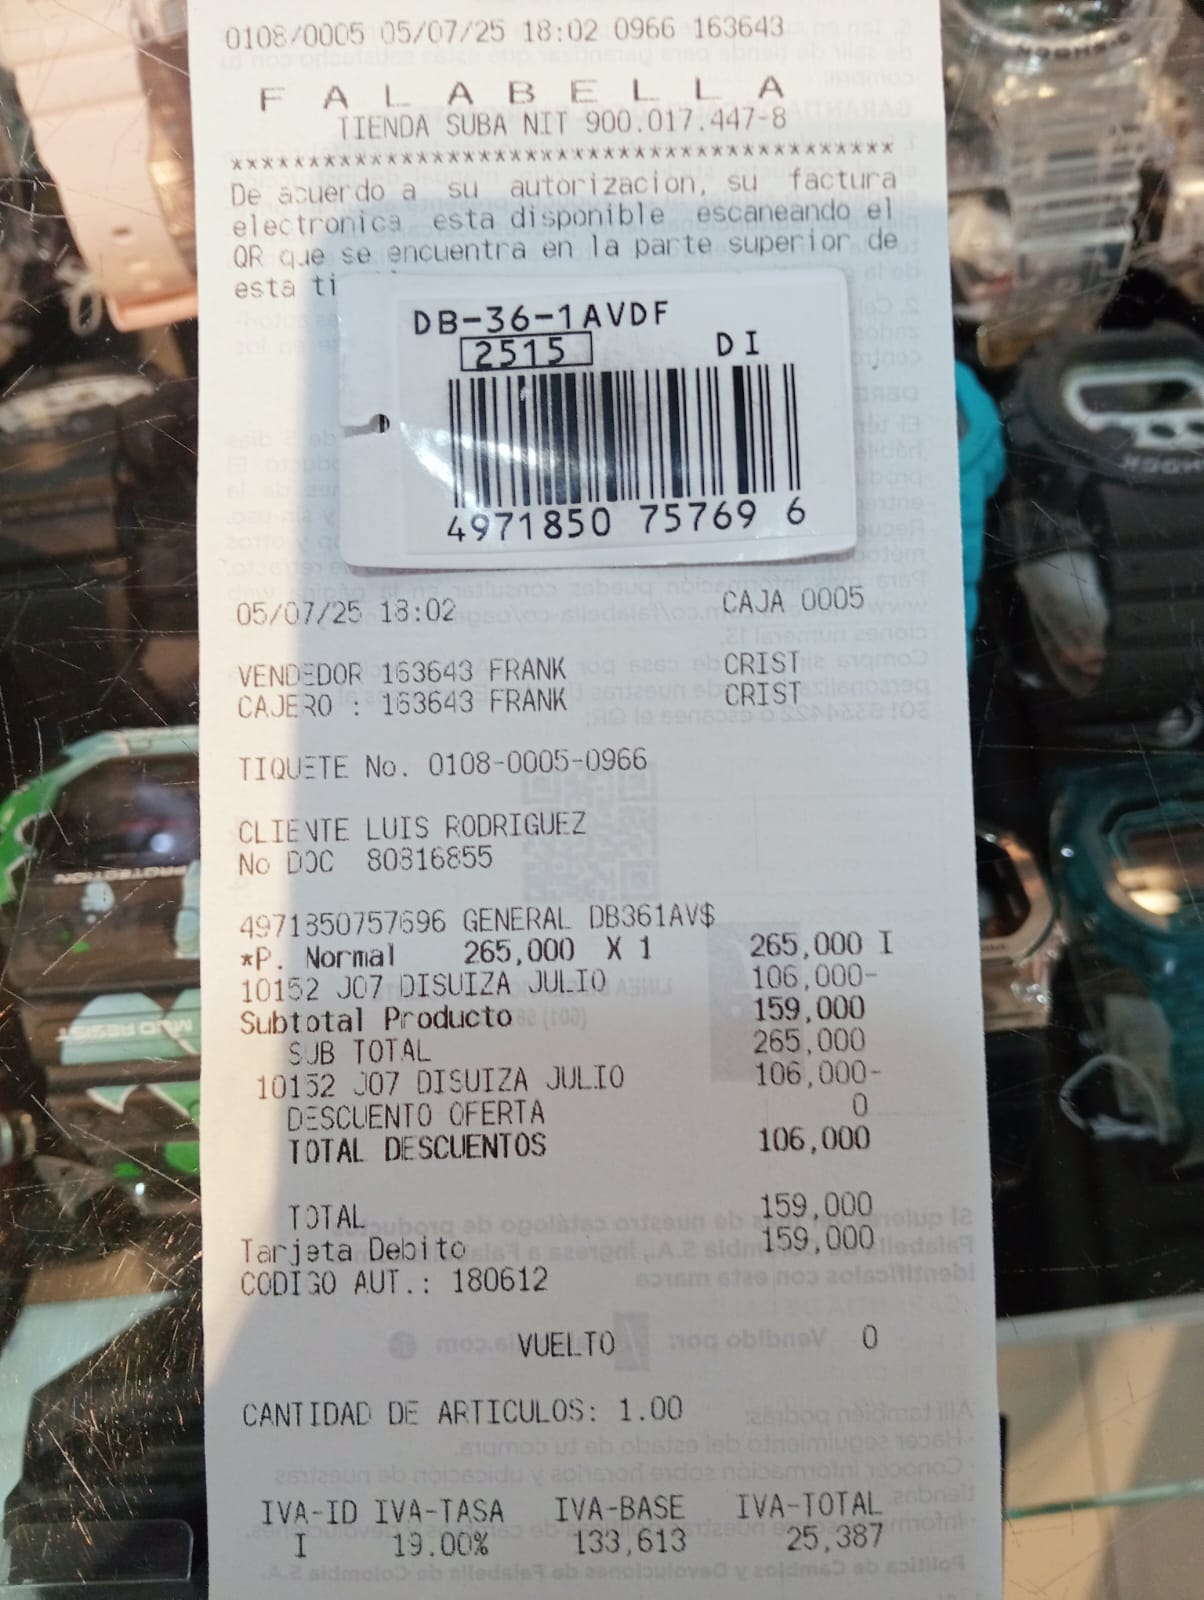 0108/0005 05/07/25 18:02 0966 163643
F A L A B E L L A
TIENDA SUBA NIT 900.017.447-8
******************************************
De acuerdo a su autorizacion, su factura
electronica esta disponible escaneando el
QR que se encuentra en la parte superior de
esta ti
DB-36-1AVDF
2515 DI
4971850 75769 6
05/07/25 18:02 CAJA 0005
VENDEDOR 163643 FRANK CRIST
CAJERO : 163643 FRANK CRIST
TIQUETE No. 0108-0005-0966
CLIENTE LUIS RODRIGUEZ
No DOC 80816855
4971850757696 GENERAL DB361AV$
*P. Normal 265,000 X 1 265,000 I
10152 J07 DISUIZA JULIO 106,000-
Subtotal Producto 159,000
SUB TOTAL 265,000
10152 J07 DISUIZA JULIO 106,000-
DESCUENTO OFERTA 0
TOTAL DESCUENTOS 106,000
TOTAL 159,000
Tarjeta Debito 159,000
CODIGO AUT.: 180612
VUELTO 0
CANTIDAD DE ARTICULOS: 1.00
IVA-ID IVA-TASA IVA-BASE IVA-TOTAL
I 19.00% 133,613 25,387
PROTECTION
MUD RESIST